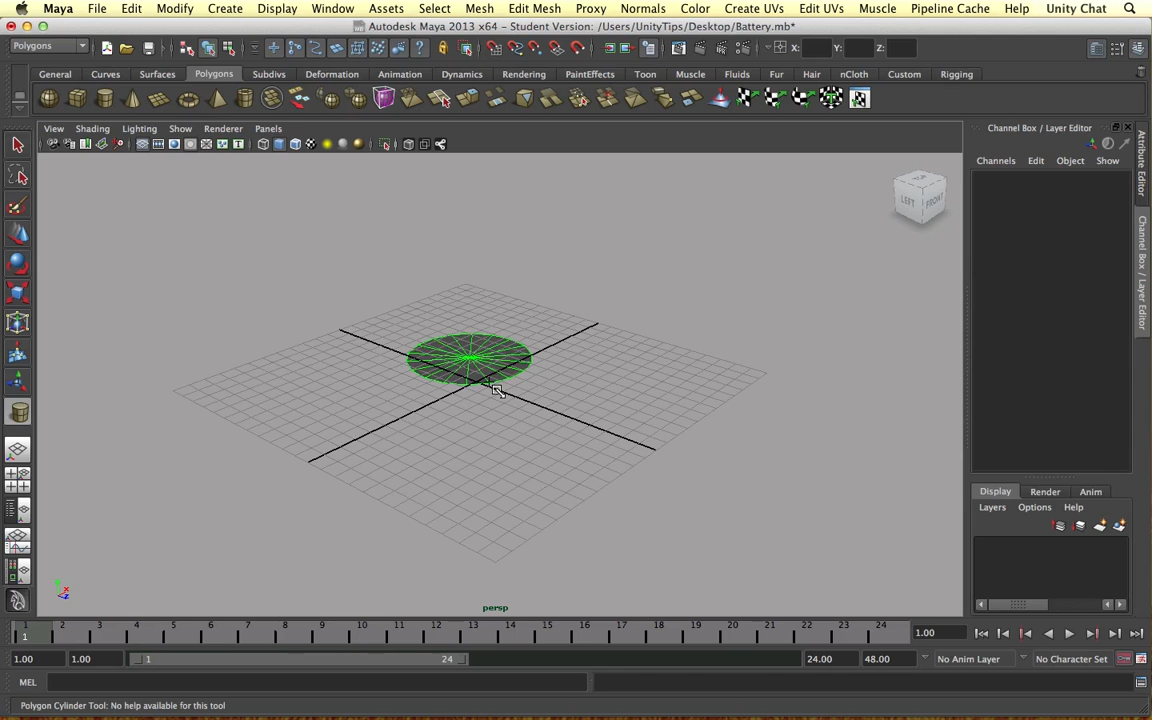 Maya File Edit Modify Create Display Window Assets Select Mesh Edit Mesh Proxy Normals Color Create UVs Edit UVs Muscle Pipeline Cache Help Unity Chat
Autodesk Maya 2013 x64 - Student Version: /Users/UnityTips/Desktop/Battery.mb*
Polygons X: Y: Z:
General Curves Surfaces Polygons Subdivs Deformation Animation Dynamics Rendering PaintEffects Toon Muscle Fluids Fur Hair nCloth Custom Rigging
View Shading Lighting Show Renderer Panels
Channel Box / Layer Editor
Channels Edit Object Show
Attribute Editor
Channel Box / Layer Editor
LEFT FRONT
persp
Display Render Anim
Layers Options Help
1 2 3 4 5 6 7 8 9 10 11 12 13 14 15 16 17 18 19 20 21 22 23 24
1 1.00
1.00 1.00 1 24 24.00 48.00 No Anim Layer No Character Set
MEL
Polygon Cylinder Tool: No help available for this tool